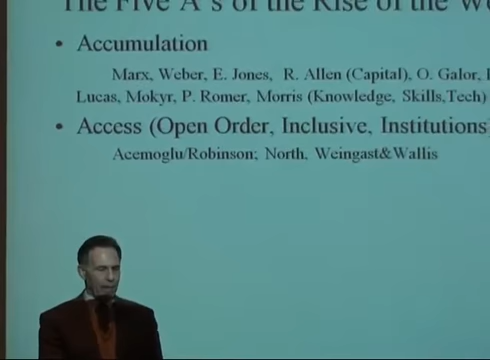 The Five A's of the Rise of the
• Accumulation
Marx, Weber, E. Jones, R. Allen (Capital), O. Galor,
Lucas, Mokyr, P. Romer, Morris (Knowledge, Skills,Tech)
• Access (Open Order, Inclusive, Institutions
Acemoglu/Robinson; North, Weingast&Wallis